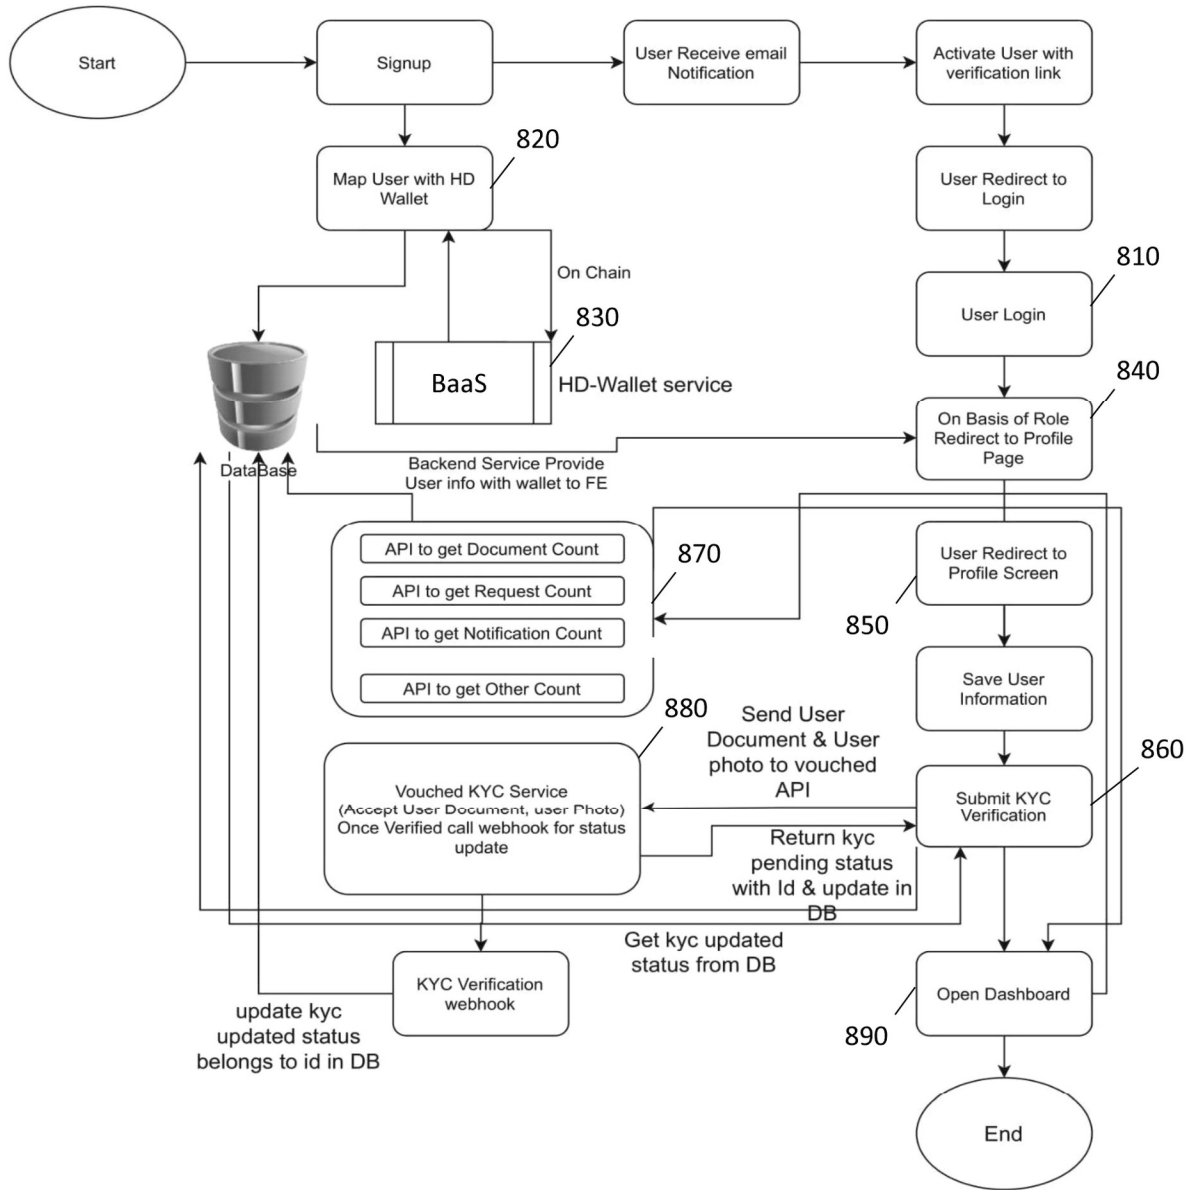 Start
Signup
User Receive email
Notification
Activate User with
verification link
820
Map User with HD
Wallet
User Redirect to
Login
On Chain
810
User Login
830
BaaS
HD-Wallet service
840
On Basis of Role
Redirect to Profile
Page
DataBase
Backend Service Provide
User info with wallet to FE
API to get Document Count
API to get Request Count
API to get Notification Count
API to get Other Count
870
User Redirect to
Profile Screen
850
Save User
Information
880
Send User
Document & User
photo to vouched
API
860
Vouched KYC Service
(Accept User Document, user Photo)
Once Verified call webhook for status
update
Submit KYC
Verification
Return kyc
pending status
with Id & update in
DB
Get kyc updated
status from DB
KYC Verification
webhook
update kyc
updated status
belongs to id in DB
Open Dashboard
890
End